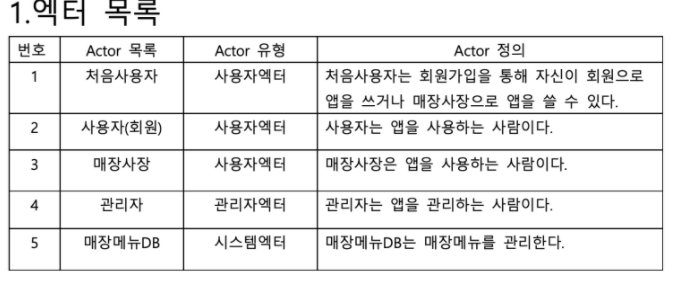 1.엑터 목록
번호 Actor 목록 Actor 유형 Actor 정의
1 처음사용자 사용자엑터 처음사용자는 회원가입을 통해 자신이 회원으로
앱을 쓰거나 매장사장으로 앱을 쓸 수 있다.
2 사용자(회원) 사용자엑터 사용자는 앱을 사용하는 사람이다.
3 매장사장 사용자엑터 매장사장은 앱을 사용하는 사람이다.
4 관리자 관리자엑터 관리자는 앱을 관리하는 사람이다.
5 매장메뉴DB 시스템엑터 매장메뉴DB는 매장메뉴를 관리한다.